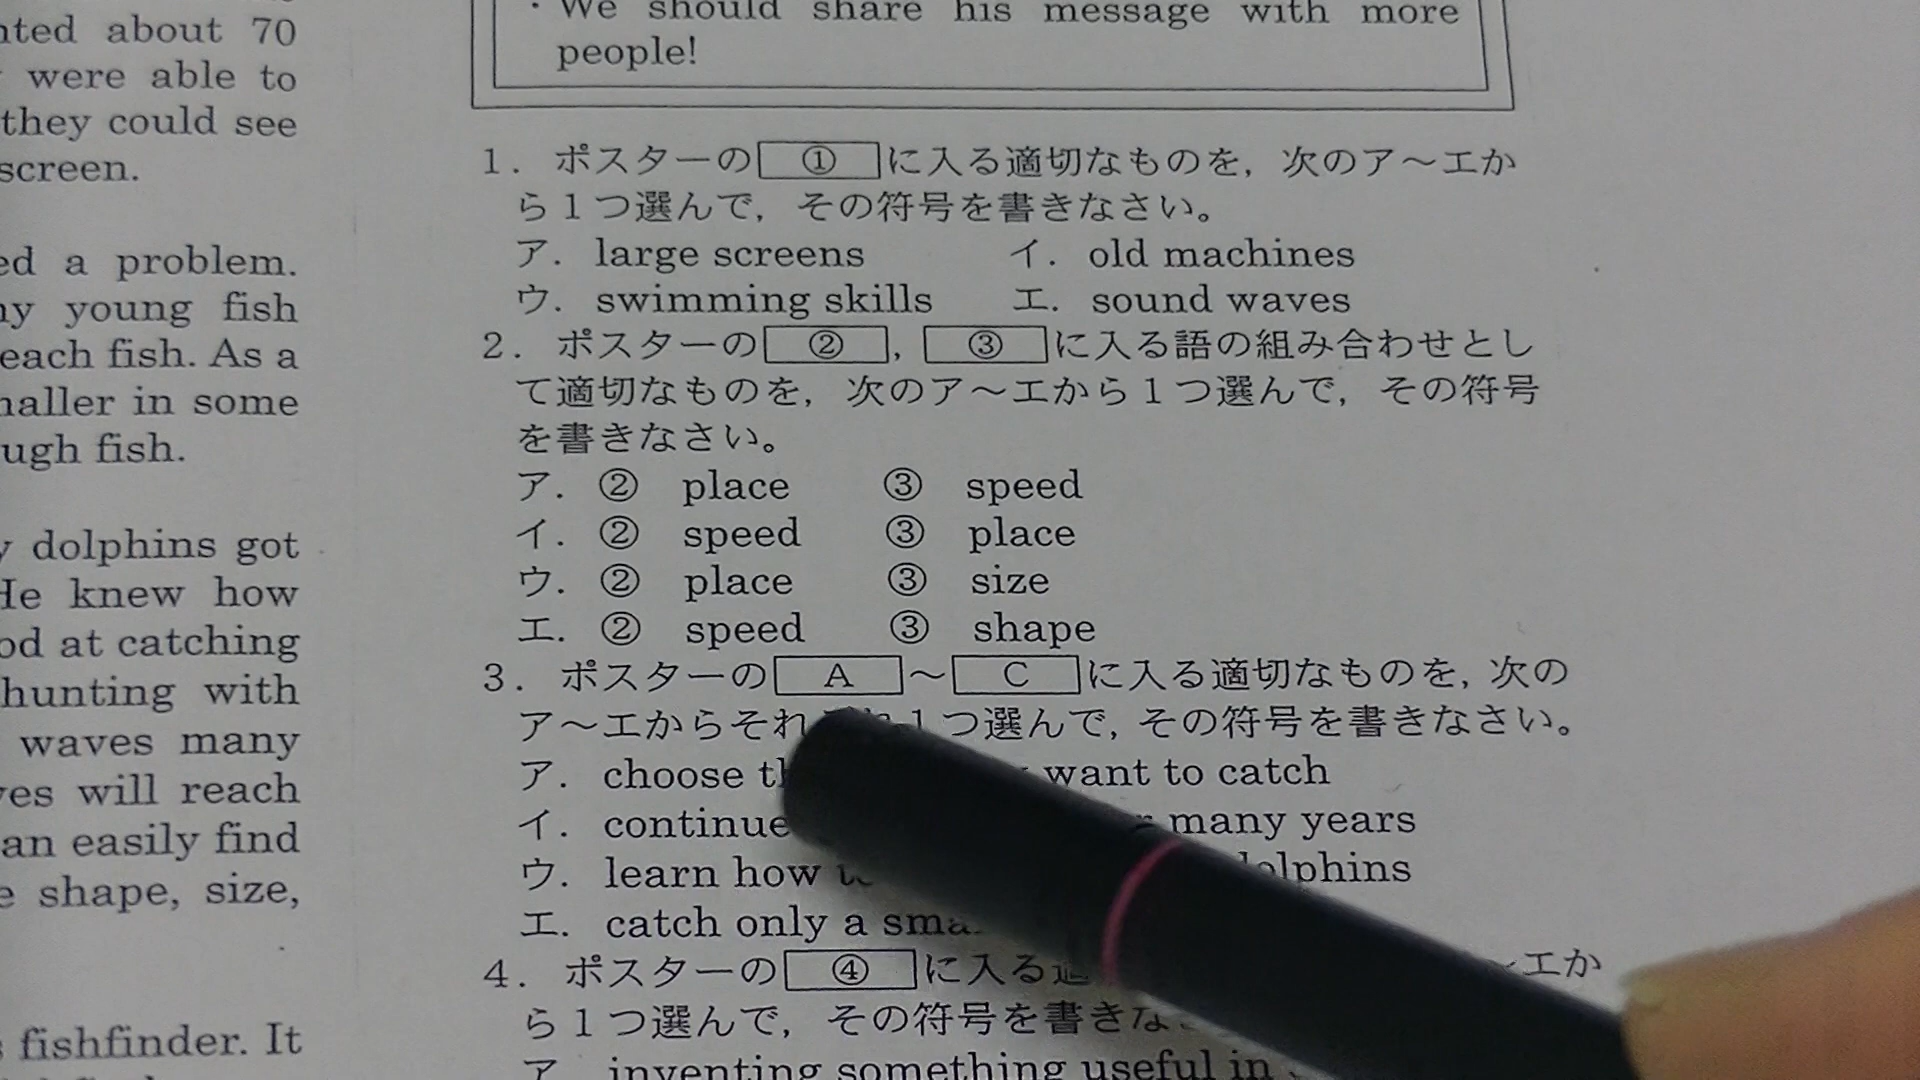 nted about 70
were able to
they could see
screen.
ed a problem.
ny young fish
each fish. As a
maller in some
ugh fish.
y dolphins got
He knew how
od at catching
hunting with
waves many
ves will reach
an easily find
e shape, size,
s fishfinder. It
・We should share his message with more
people!
1. ポスターの ① に入る適切なものを,次のア～エか
ら1つ選んで,その符号を書きなさい。
ア. large screens イ. old machines
ウ. swimming skills エ. sound waves
2. ポスターの ② , ③ に入る語の組み合わせとし
て適切なものを,次のア～エから1つ選んで,その符号
を書きなさい。
ア. ② place ③ speed
イ. ② speed ③ place
ウ. ② place ③ size
エ. ② speed ③ shape
3. ポスターの A ～ C に入る適切なものを,次の
ア～エからそれ 1つ選んで,その符号を書きなさい。
ア. choose want to catch
イ. continue many years
ウ. learn how dolphins
エ. catch only a
4. ポスターの ④ に入る エか
ら1つ選んで,その符号を書きな
ア. inventing something useful in